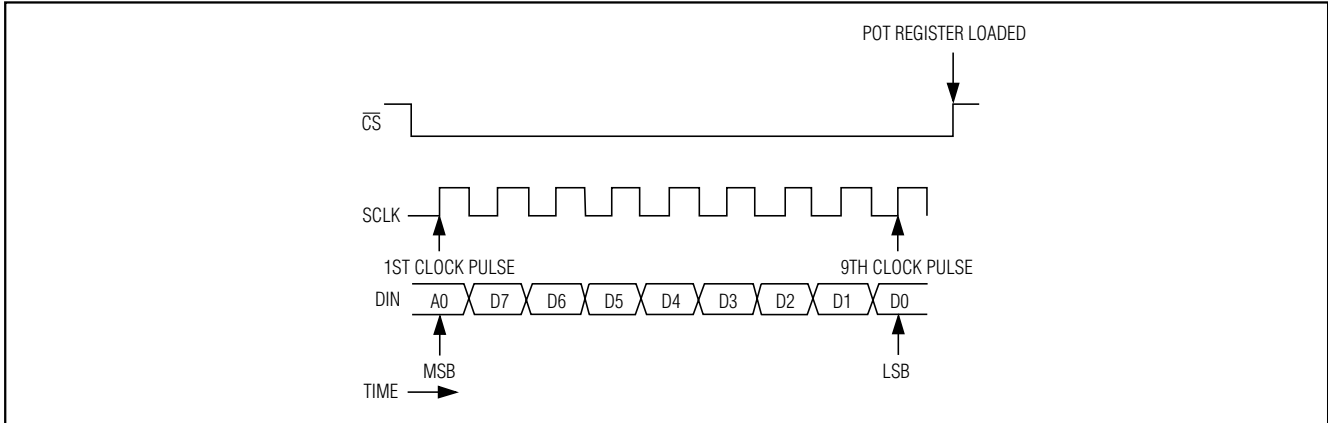 POT REGISTER LOADED
CS
SCLK
1ST CLOCK PULSE 9TH CLOCK PULSE
DIN A0 D7 D6 D5 D4 D3 D2 D1 D0
MSB LSB
TIME